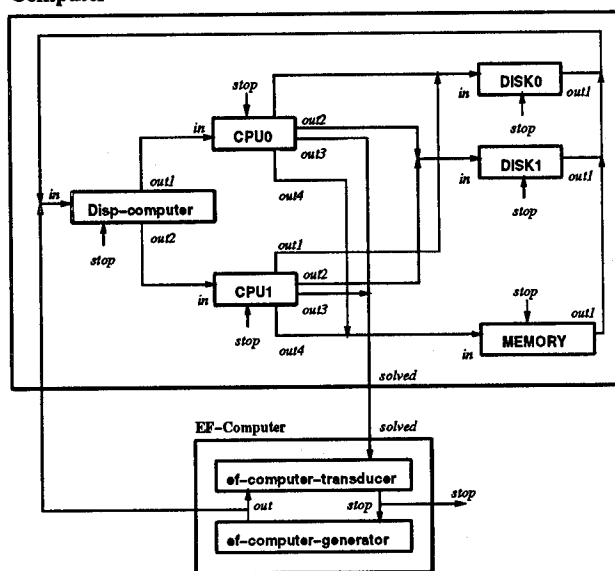 Computer
stop
in
CPU0
out2
out3
out4
in
DISK0
out1
stop
in
DISK1
out1
stop
in
out1
Disp-computer
out2
stop
in
CPU1
out1
out2
out3
out4
stop
stop
in
MEMORY
out1
solved
EF-Computer
solved
ef-computer-transducer
out
stop
stop
ef-computer-generator